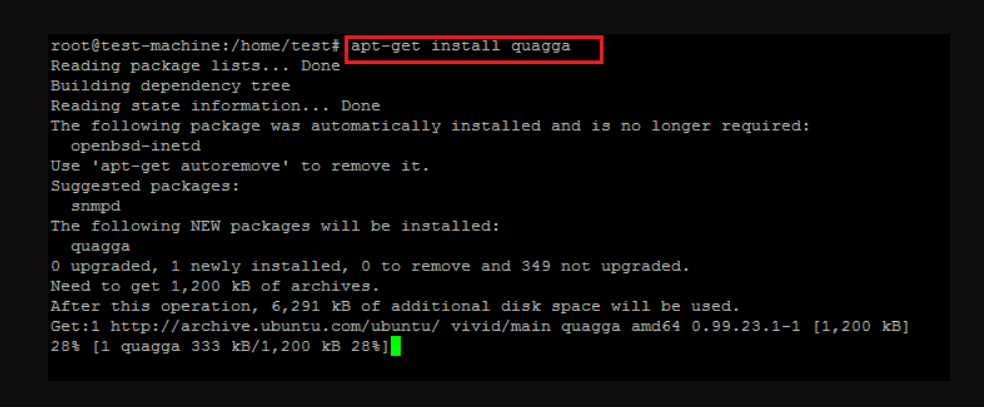 root@test-machine:/home/test# apt-get install quagga
Reading package lists... Done
Building dependency tree
Reading state information... Done
The following package was automatically installed and is no longer required:
  openbsd-inetd
Use 'apt-get autoremove' to remove it.
Suggested packages:
  snmpd
The following NEW packages will be installed:
  quagga
0 upgraded, 1 newly installed, 0 to remove and 349 not upgraded.
Need to get 1,200 kB of archives.
After this operation, 6,291 kB of additional disk space will be used.
Get:1 http://archive.ubuntu.com/ubuntu/ vivid/main quagga amd64 0.99.23.1-1 [1,200 kB]
28% [1 quagga 333 kB/1,200 kB 28%]